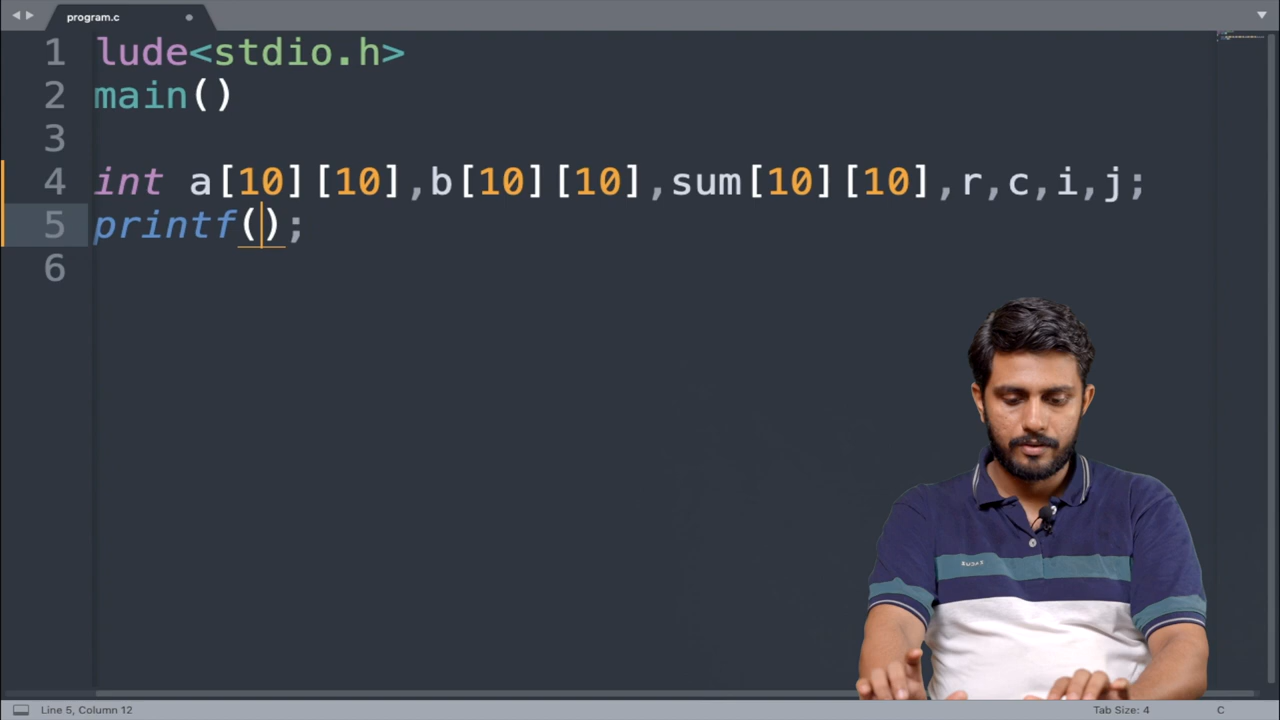 program.c
1 lude<stdio.h>
2 main()
3
4 int a[10][10],b[10][10],sum[10][10],r,c,i,j;
5 printf();
6
Line 5, Column 12
Tab Size: 4
C